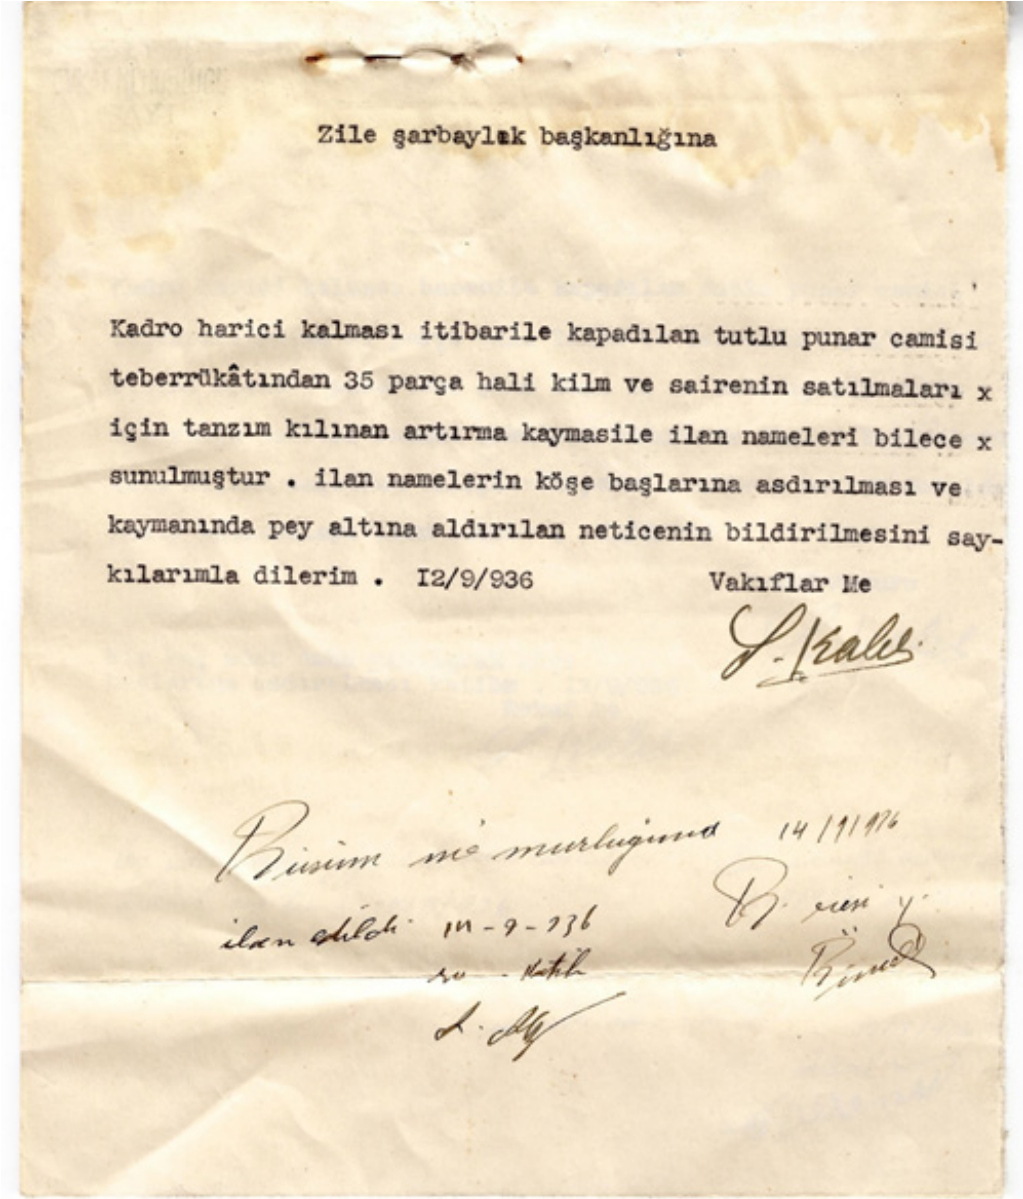 Zile şarbaylık başkanlığına
Kadro harici kalması itibarile kapadılan tutlu punar camisi
teberrükâtından 35 parça hali kilm ve sairenin satılmaları x
için tanzım kılınan artırma kaymasile ilan nameleri bilece x
sunulmuştur . ilan namelerin köşe başlarına asdırılması ve
kaymanında pey altına aldırılan neticenin bildirilmesini say-
kılarımla dilerim . I2/9/936 Vakıflar Me
me murluğuna 14/9/936
ilan edildi 14-9-936